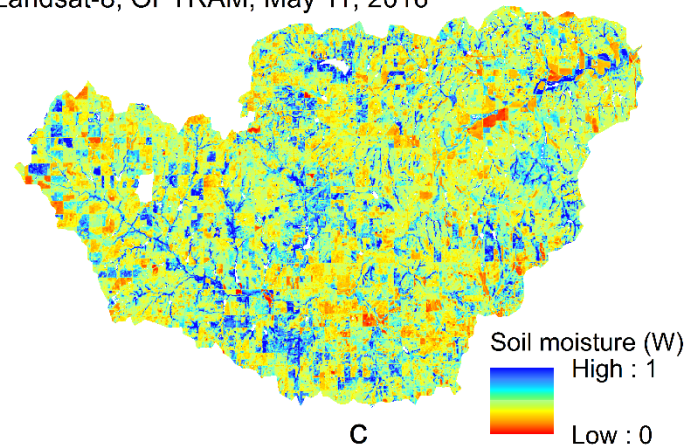 Landsat-8, OPTRAM, May 11, 2016
Soil moisture (W)
High : 1
Low : 0
c